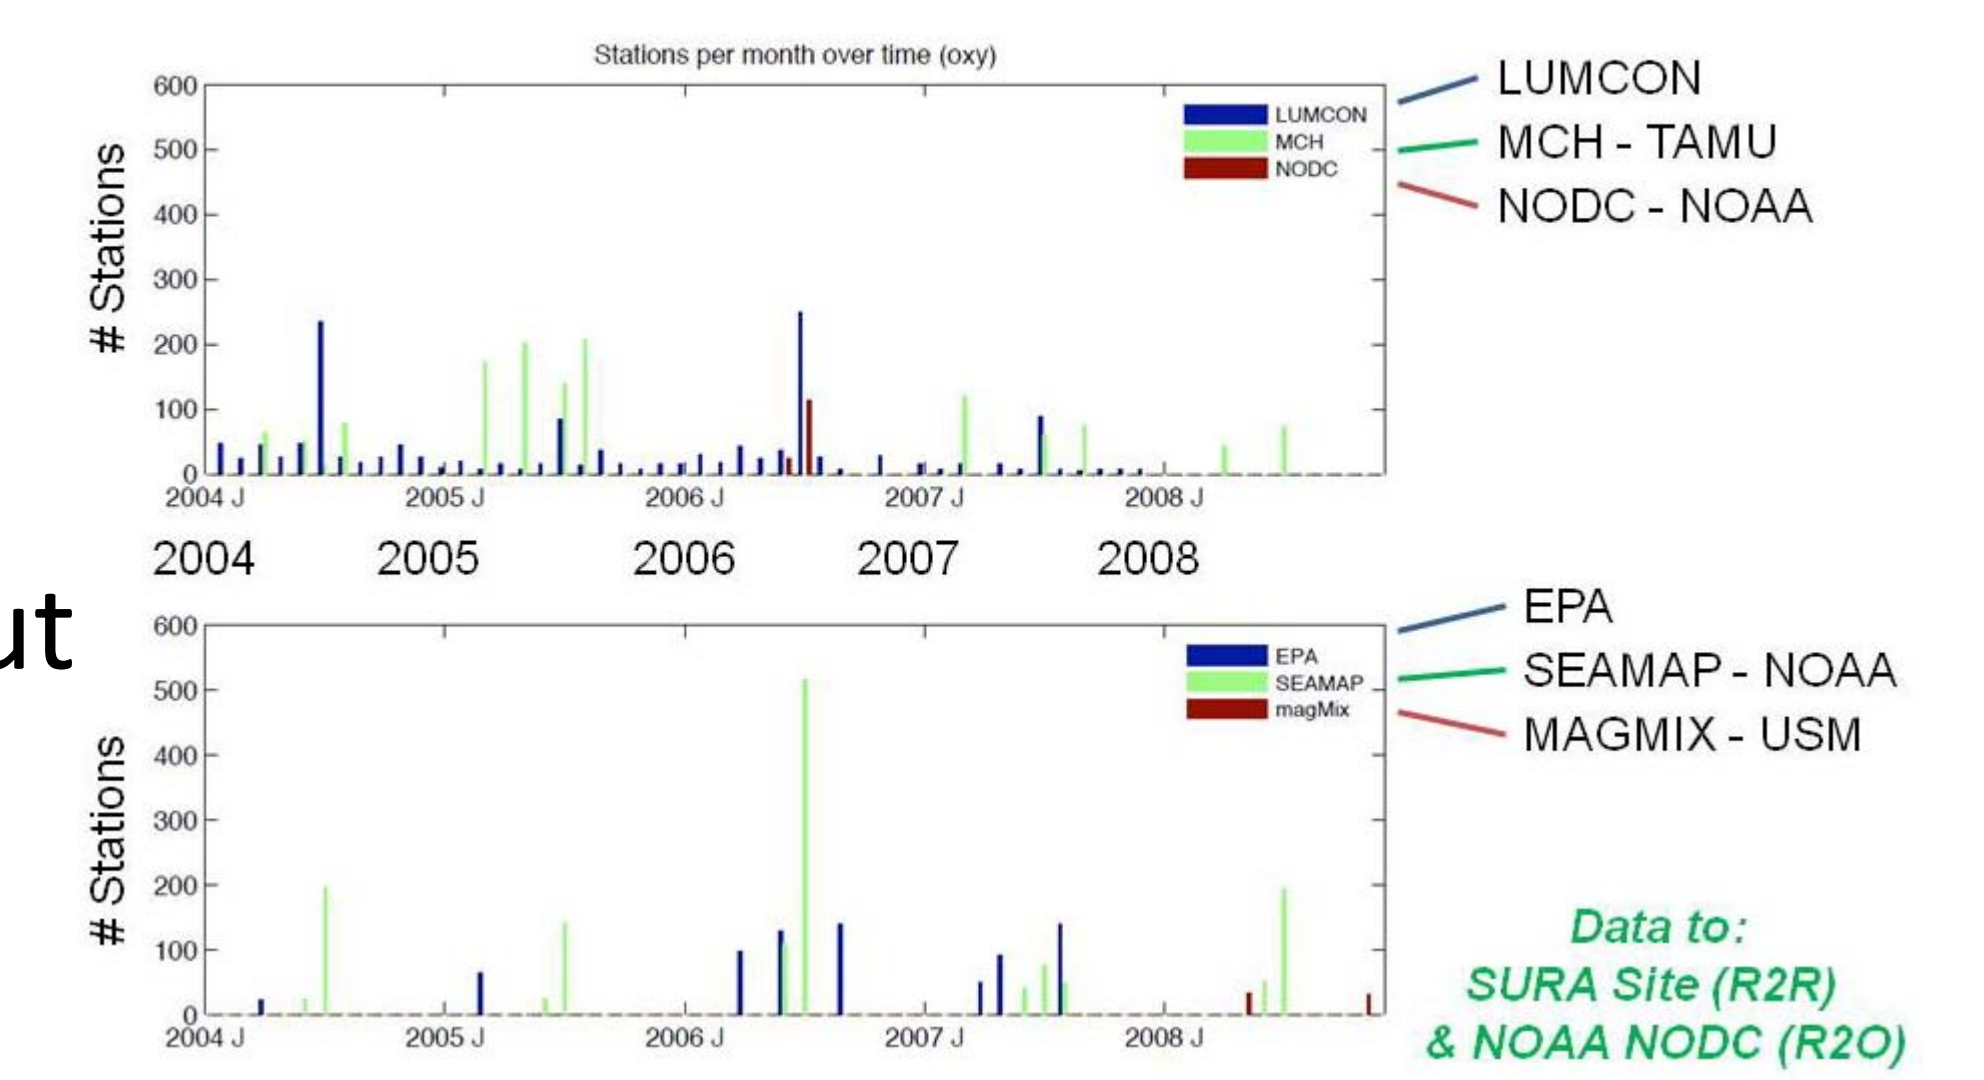 Stations per month over time (oxy)
600
500
400
300
200
100
0
# Stations
LUMCON
MCH
NODC
2004 J 2005 J 2006 J 2007 J 2008 J
LUMCON
MCH - TAMU
NODC - NOAA
2004 2005 2006 2007 2008
ut
600
500
400
300
200
100
0
# Stations
EPA
SEAMAP
magMix
2004 J 2005 J 2006 J 2007 J 2008 J
EPA
SEAMAP - NOAA
MAGMIX - USM
Data to:
SURA Site (R2R)
& NOAA NODC (R2O)